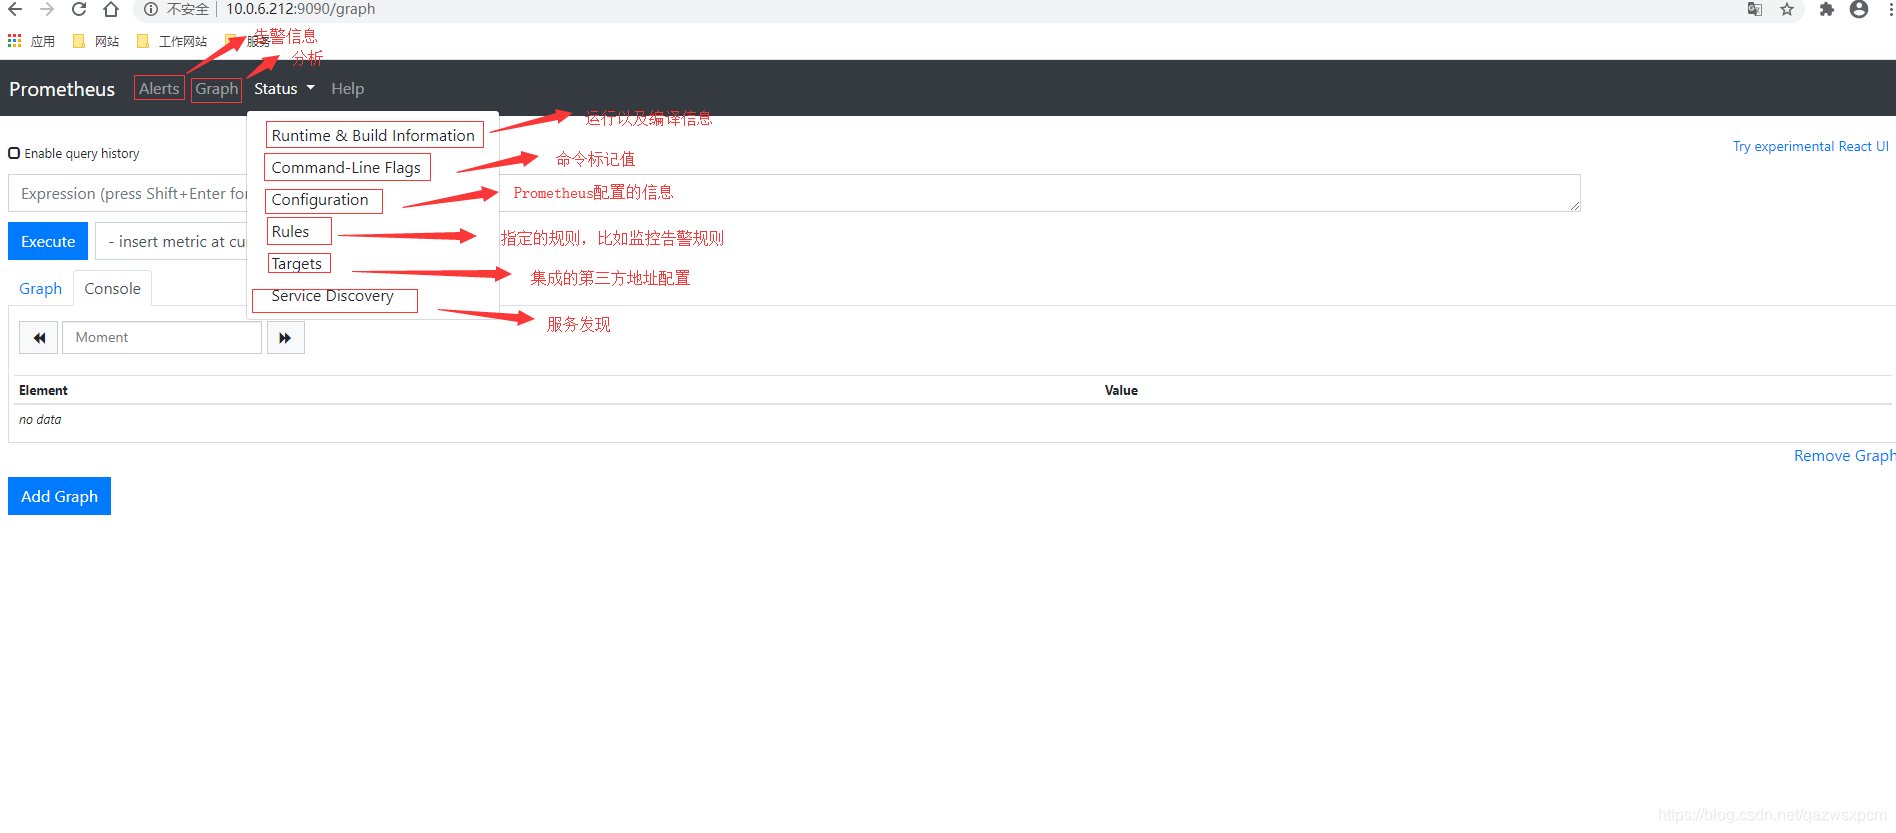 不安全 10.0.6.212:9090/graph
应用 网站 工作网站 服务
告警信息
分析
Prometheus Alerts Graph Status Help
Runtime & Build Information 运行以及编译信息
Enable query history Try experimental React UI
Command-Line Flags 命令标记值
Expression (press Shift+Enter for
Configuration Prometheus配置的信息
Rules 指定的规则，比如监控告警规则
Execute - insert metric at cu
Targets 集成的第三方地址配置
Graph Console
Service Discovery 服务发现
Moment
Element Value
no data
Remove Graph
Add Graph
https://blog.csdn.net/qazwsxpcm